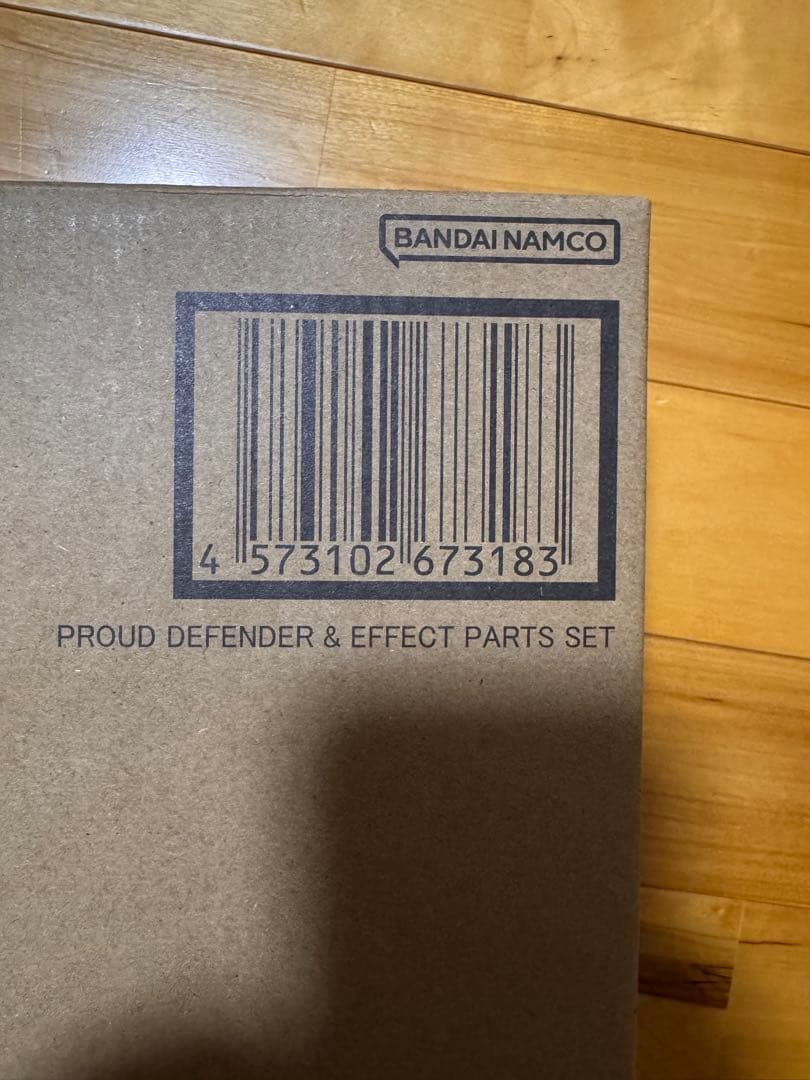 BANDAI NAMCO
4 573102 673183
PROUD DEFENDER & EFFECT PARTS SET